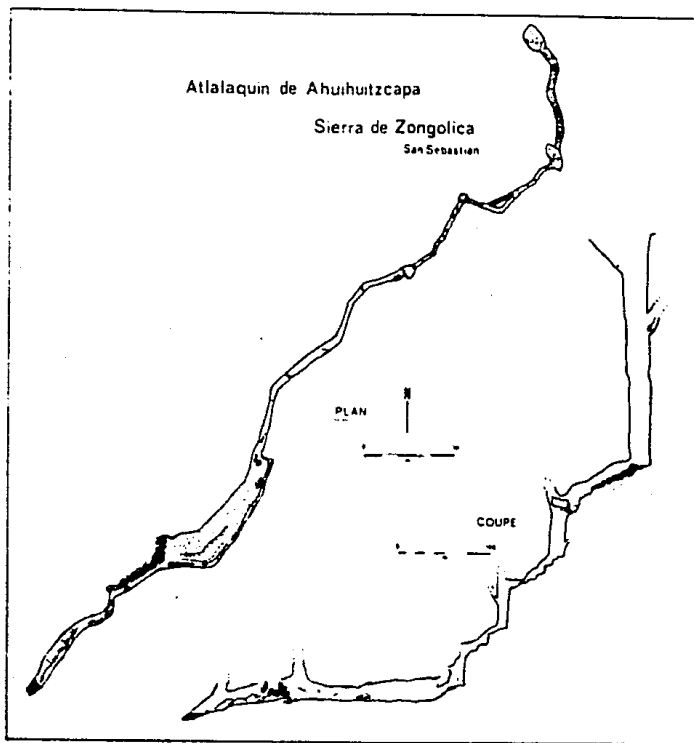 Atlalaquin de Ahuihuitzcapa
Sierra de Zongolica
San Sebastian
N
PLAN
COUPE